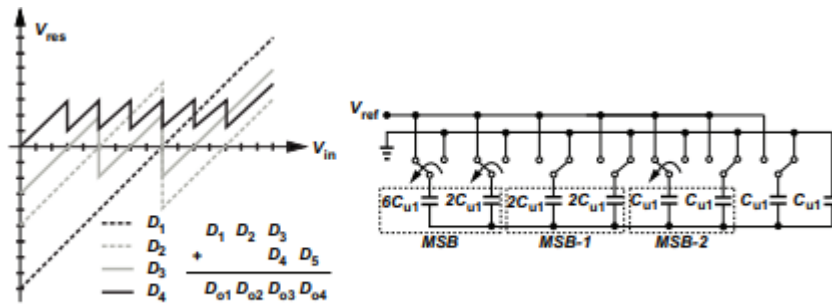 V_res
V_in
D_1
D_2
D_3
D_4
D_1 D_2 D_3
+ D_4 D_5
D_o1 D_o2 D_o3 D_o4
V_ref
6C_u1 2C_u1 2C_u1 2C_u1 C_u1 C_u1 C_u1 C_u1
MSB MSB-1 MSB-2